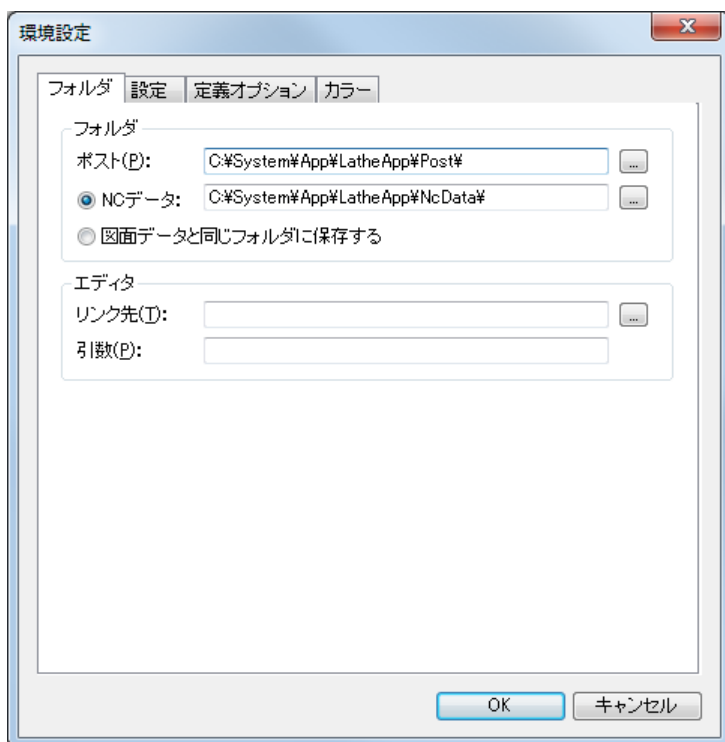 環境設定
フォルダ 設定 定義オプション カラー
フォルダ
ポスト(P): C:¥System¥App¥LatheApp¥Post¥ ...
NCデータ: C:¥System¥App¥LatheApp¥NcData¥ ...
図面データと同じフォルダに保存する
エディタ
リンク先(T): ...
引数(P):
OK キャンセル